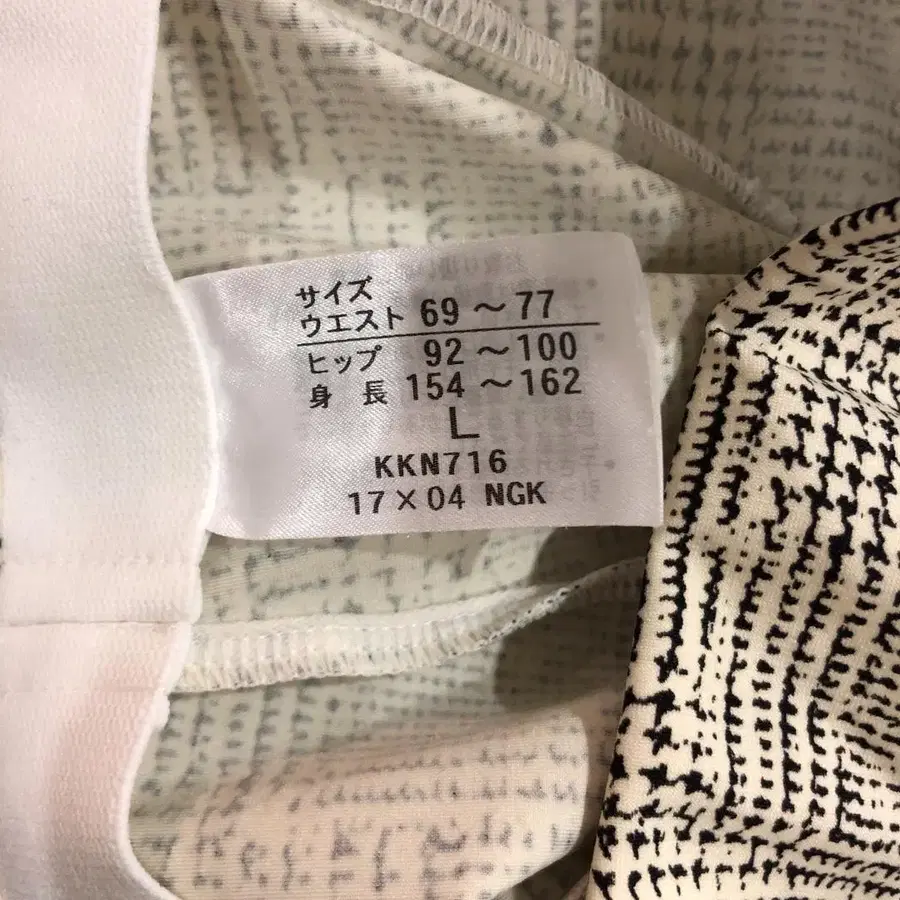 サイズ
ウエスト 69 ～ 77
ヒップ 92 ～ 100
身 長 154 ～ 162
L
KKN716
17×04 NGK